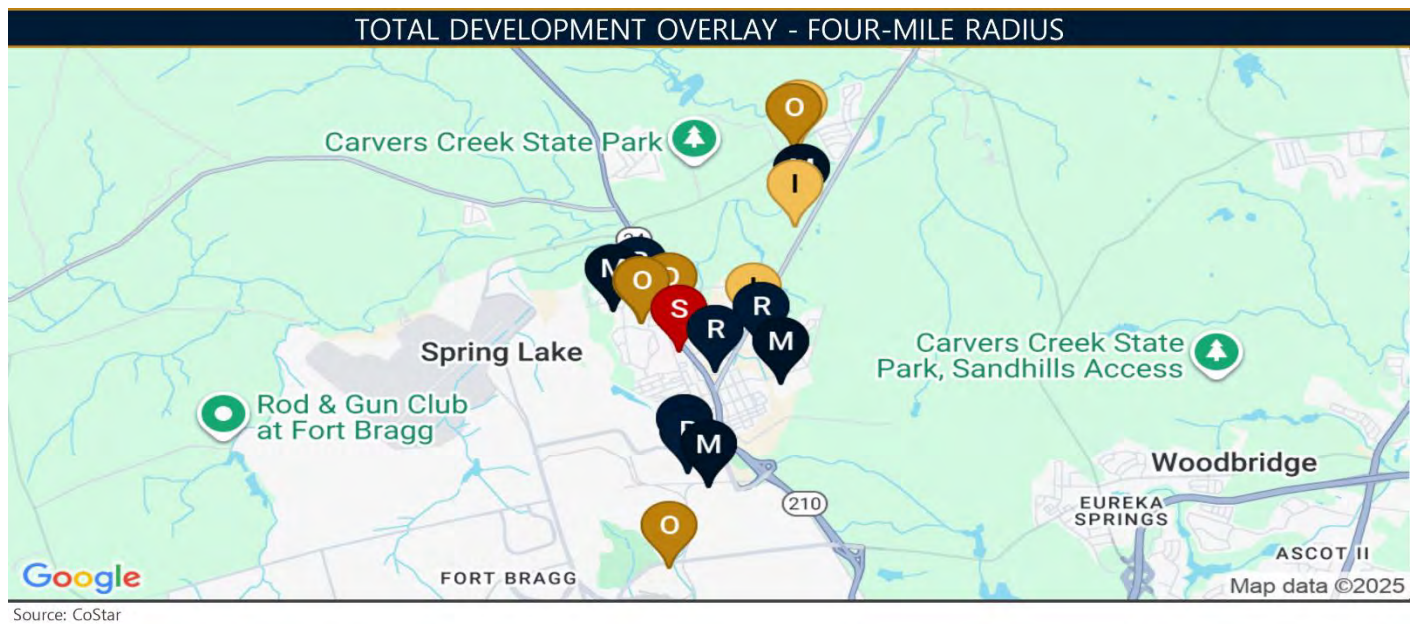 TOTAL DEVELOPMENT OVERLAY - FOUR-MILE RADIUS
O
Carvers Creek State Park
I
M
O
S
R
R
M
Spring Lake
Carvers Creek State
Park, Sandhills Access
Rod & Gun Club
at Fort Bragg
M
Woodbridge
210
EUREKA
SPRINGS
O
ASCOT II
FORT BRAGG
Google
Map data ©2025
Source: CoStar